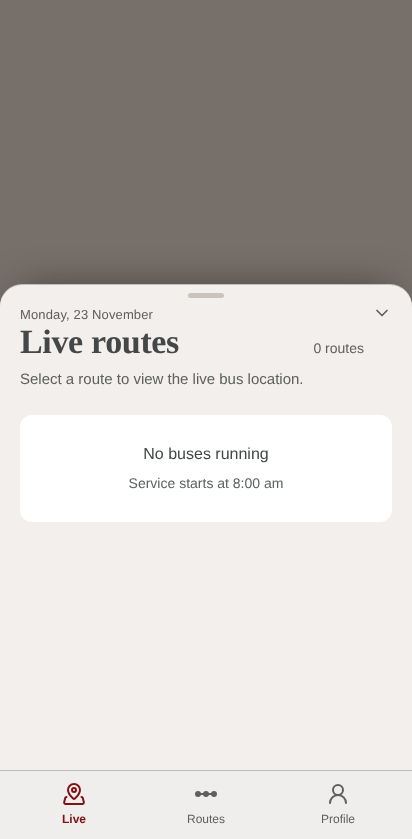 Monday, 23 November
Live routes
0 routes
Select a route to view the live bus location.
No buses running
Service starts at 8:00 am
Live
Routes
Profile